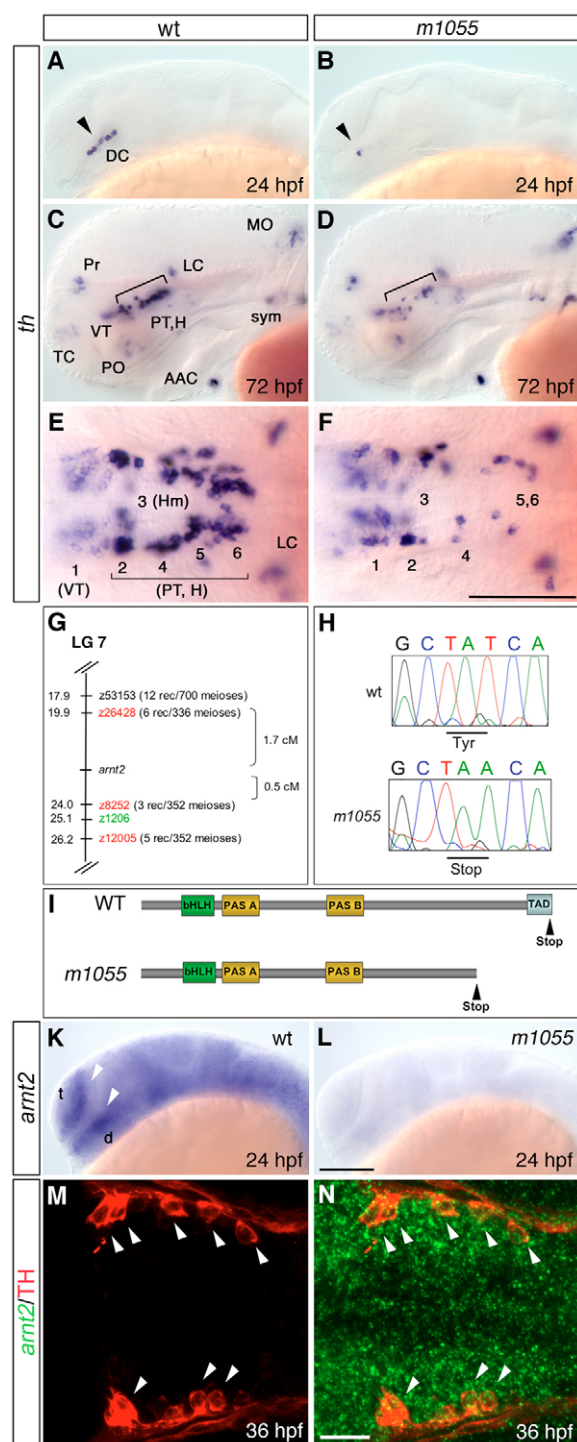 wt
m1055
th
A
DC
24 hpf
B
24 hpf
C
MO
Pr
LC
VT
PT,H
sym
TC
PO
AAC
72 hpf
D
72 hpf
E
3 (Hm)
LC
1
2
4
5
6
(VT)
(PT, H)
F
3
5,6
1
2
4
G
LG 7
17.9
z53153 (12 rec/700 meioses)
19.9
z26428 (6 rec/336 meioses)
1.7 cM
arnt2
0.5 cM
24.0
z8252 (3 rec/352 meioses)
25.1
z1206
26.2
z12005 (5 rec/352 meioses)
H
G C T A T C A
wt
Tyr
G C T A A C A
m1055
Stop
I
WT
bHLH
PAS A
PAS B
TAD
Stop
m1055
bHLH
PAS A
PAS B
Stop
arnt2
K
wt
t
d
24 hpf
L
m1055
24 hpf
arnt2/TH
M
36 hpf
N
36 hpf